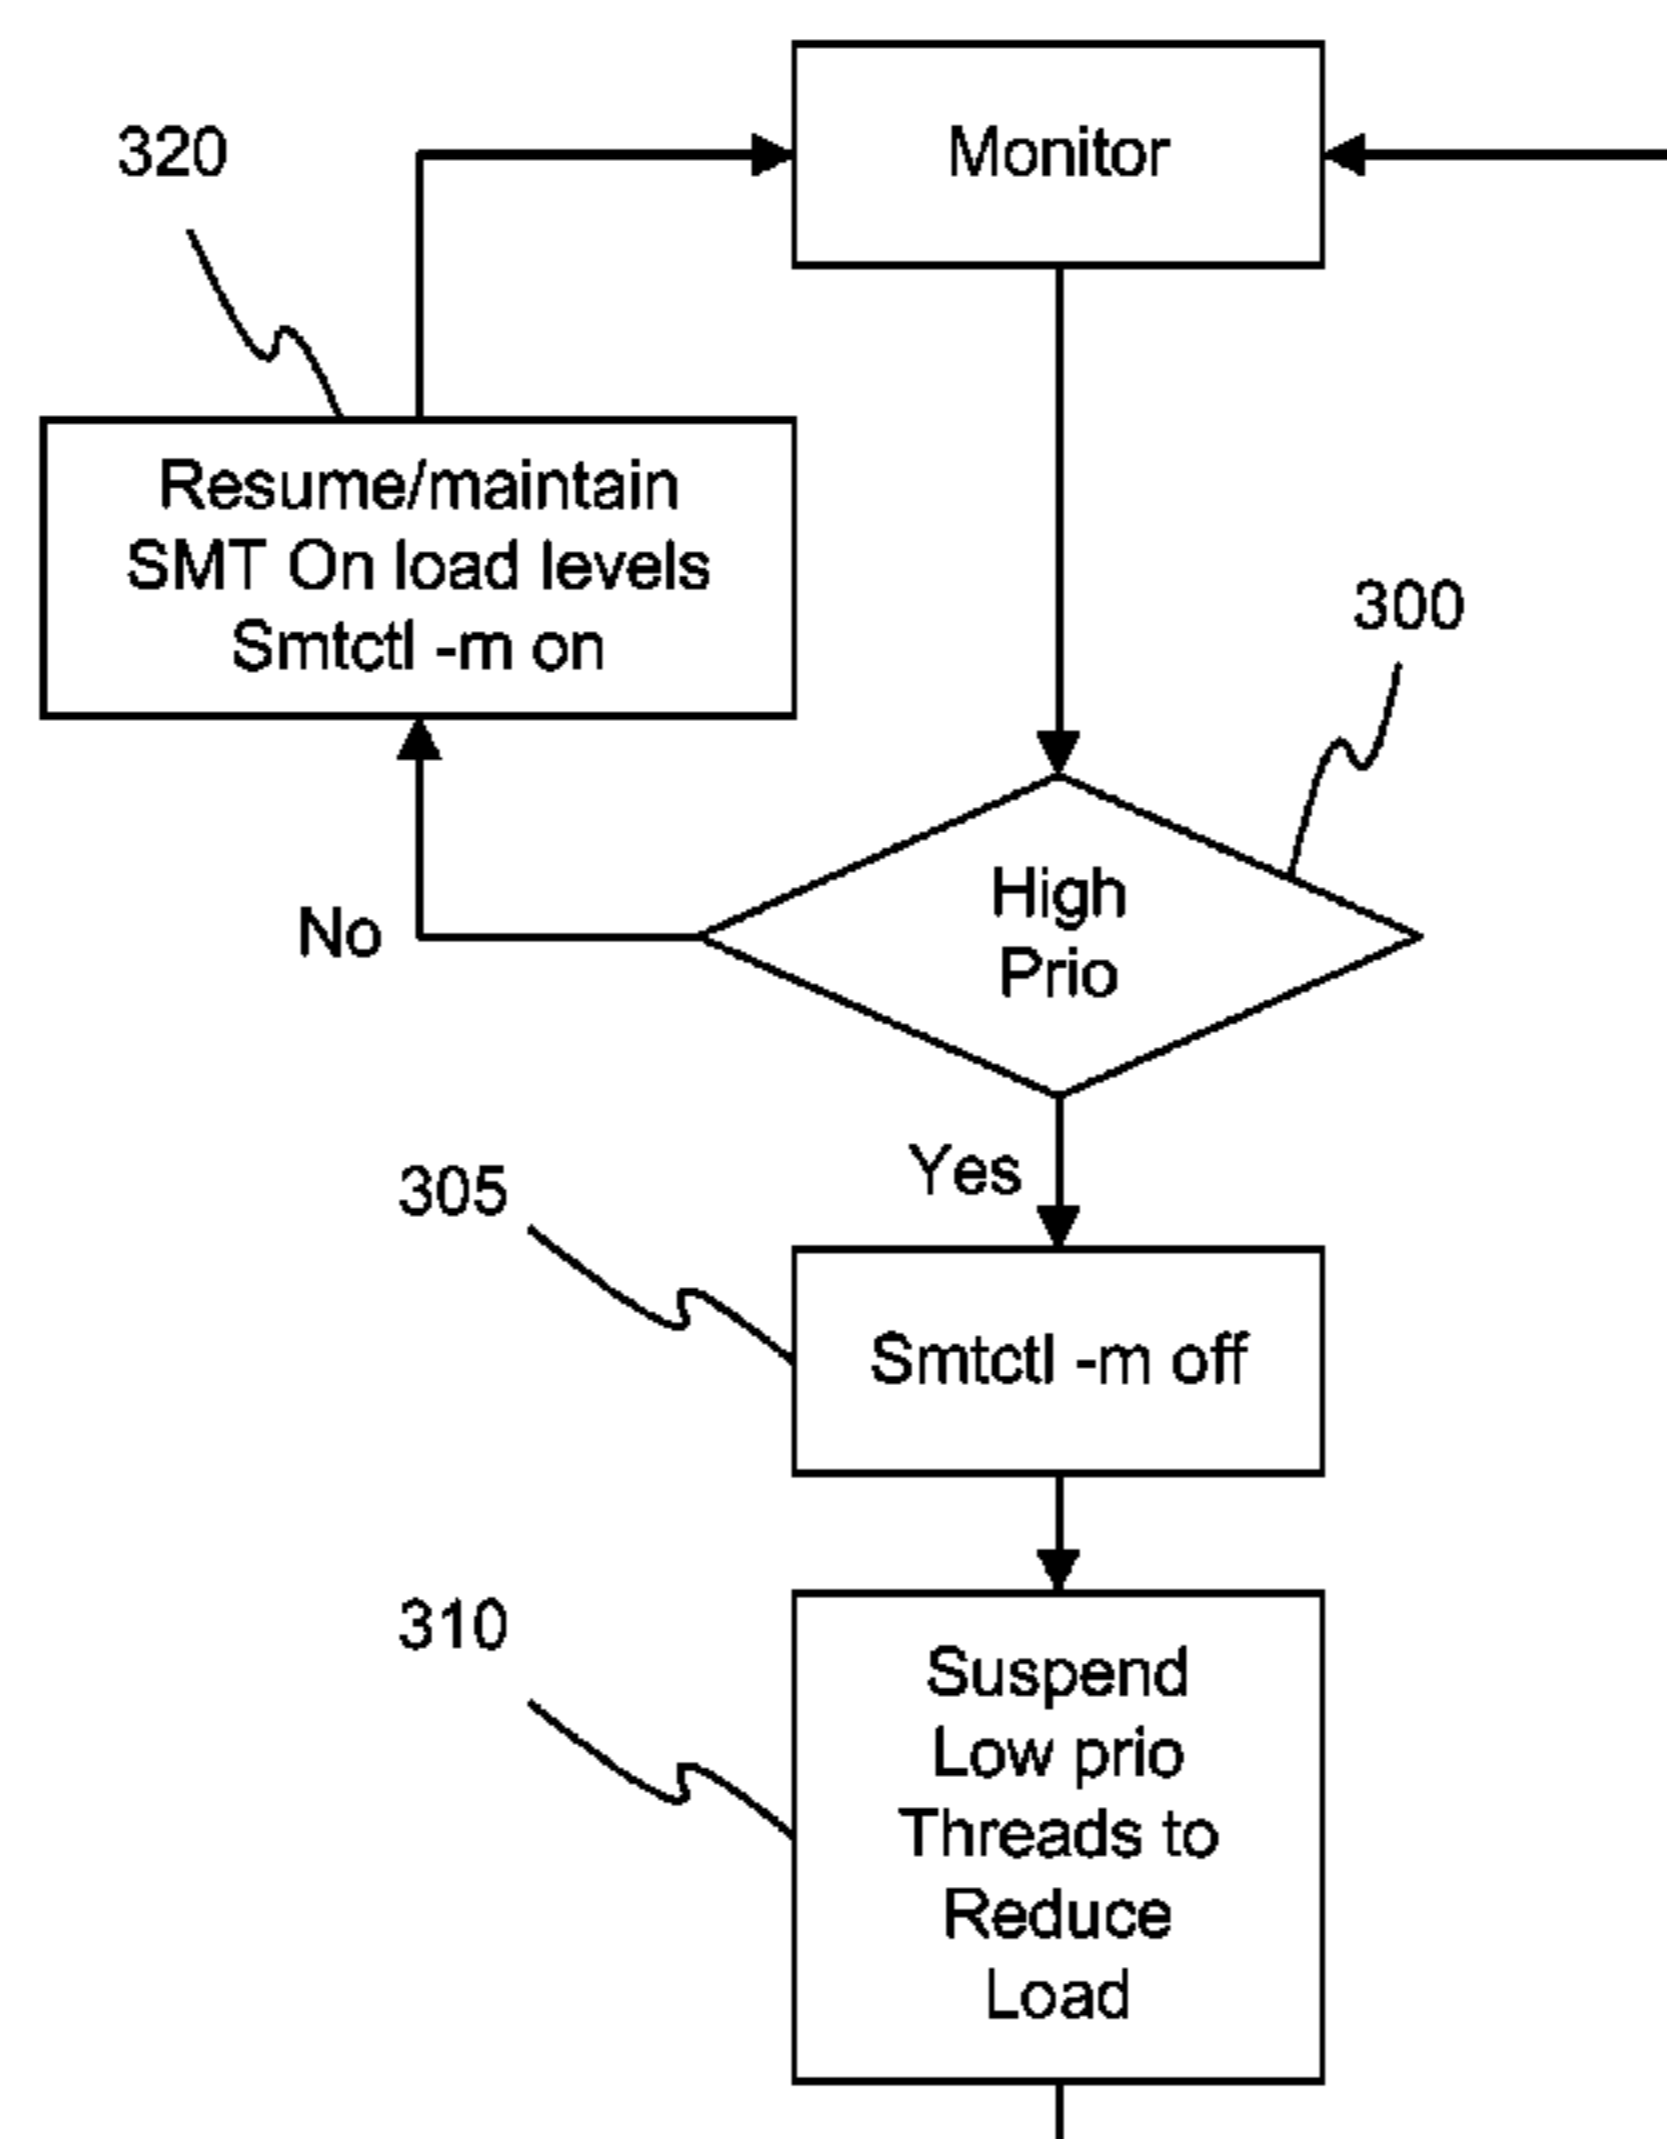 Monitor
320
Resume/maintain
SMT On load levels
Smtctl -m on
300
High
Prio
No
Yes
305
Smtctl -m off
310
Suspend
Low prio
Threads to
Reduce
Load